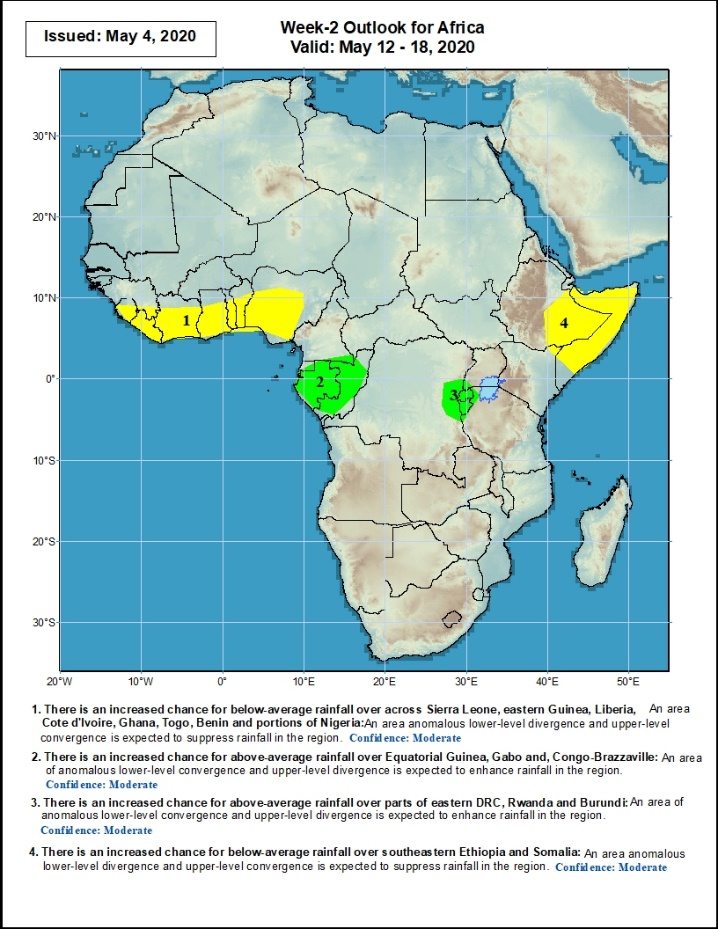 Issued: May 4, 2020
Week-2 Outlook for Africa
Valid: May 12 - 18, 2020
30°N
20°N
10°N
0°
10°S
20°S
30°S
1
2
3
4
20°W
10°W
0°
10°E
20°E
30°E
40°E
50°E
1. There is an increased chance for below-average rainfall over across Sierra Leone, eastern Guinea, Liberia, An area
Cote d'Ivoire, Ghana, Togo, Benin and portions of Nigeria:An area anomalous lower-level divergence and upper-level
convergence is expected to suppress rainfall in the region. Confidence: Moderate
2. There is an increased chance for above-average rainfall over Equatorial Guinea, Gabo and, Congo-Brazzaville: An area
of anomalous lower-level convergence and upper-level divergence is expected to enhance rainfall in the region.
Confidence: Moderate
3. There is an increased chance for above-average rainfall over parts of eastern DRC, Rwanda and Burundi:An area of
anomalous lower-level convergence and upper-level divergence is expected to enhance rainfall in the region.
Confidence: Moderate
4. There is an increased chance for below-average rainfall over southeastern Ethiopia and Somalia: An area anomalous
lower-level divergence and upper-level convergence is expected to suppress rainfall in the region. Confidence: Moderate